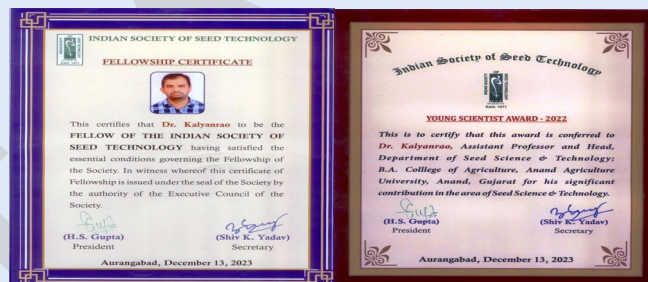 INDIAN SOCIETY OF SEED TECHNOLOGY
FELLOWSHIP CERTIFICATE
This certifies that Dr. Kalyanrao to be the
FELLOW OF THE INDIAN SOCIETY OF
SEED TECHNOLOGY having satisfied the
essential conditions governing the Fellowship of
the Society. In witness whereof this certificate of
Fellowship is issued under the seal of the Society by
the authority of the Executive Council of the
Society.
(H.S. Gupta)
President
(Shiv K. Yadav)
Secretary
Aurangabad, December 13, 2023
Indian Society of Seed Technology
YOUNG SCIENTIST AWARD - 2022
This is to certify that this award is conferred to
Dr. Kalyanrao, Assistant Professor and Head,
Department of Seed Science & Technology;
B.A. Colllege of Agriculture, Anand Agriculture
University, Anand, Gujarat for his significant
contribution in the area of Seed Science & Technology.
(H.S. Gupta)
President
(Shiv K. Yadav)
Secretary
Aurangabad, December 13, 2023